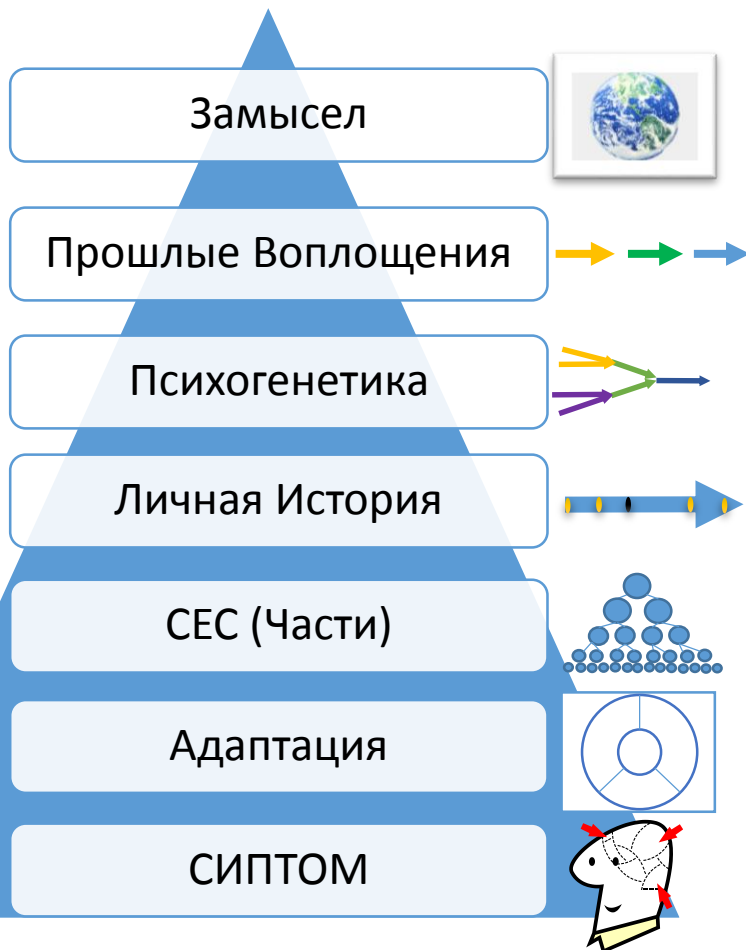 Замысел
Прошлые Воплощения
Психогенетика
Личная История
СЕС (Части)
Адаптация
СИПТОМ